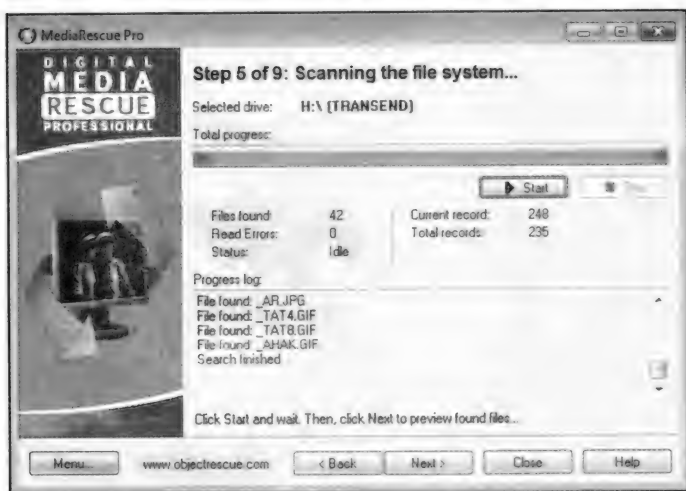 MediaRescue Pro
DIGITAL
MEDIA
RESCUE
PROFESSIONAL
Step 5 of 9: Scanning the file system...
Selected drive: H:\ (TRANSEND)
Total progress:
Start
Files found: 42 Current record: 248
Read Errors: 0 Total records: 235
Status: Idle
Progress log:
File found: _AR.JPG
File found: _TAT4.GIF
File found: _TAT8.GIF
File found: _AHAK.GIF
Search finished
Click Start and wait. Then, click Next to preview found files...
Menu... www.objectrescue.com < Back Next > Close Help